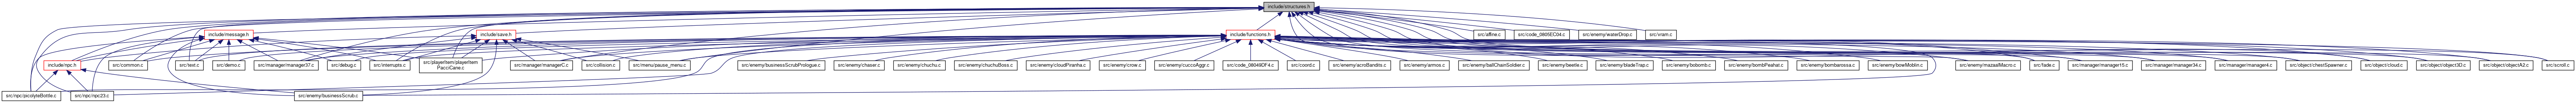 include/structures.h
include/message.h
include/save.h
include/functions.h
src/affine.c
src/code_0805EC04.c
src/enemy/waterDrop.c
src/vram.c
include/npc.h
src/common.c
src/text.c
src/demo.c
src/manager/manager37.c
src/debug.c
src/interrupts.c
src/playerItem/playerItem
PacciCane.c
src/manager/managerC.c
src/collision.c
src/menu/pause_menu.c
src/enemy/businessScrubPrologue.c
src/enemy/chaser.c
src/enemy/chuchu.c
src/enemy/chuchuBoss.c
src/enemy/cloudPiranha.c
src/enemy/crow.c
src/enemy/cuccoAggr.c
src/code_08049DF4.c
src/coord.c
src/enemy/acroBandits.c
src/enemy/armos.c
src/enemy/ballChainSoldier.c
src/enemy/beetle.c
src/enemy/bladeTrap.c
src/enemy/bobomb.c
src/enemy/bombPeahat.c
src/enemy/bombarossa.c
src/enemy/bowMoblin.c
src/enemy/mazaalMacro.c
src/fade.c
src/manager/manager15.c
src/manager/manager34.c
src/manager/manager4.c
src/object/chestSpawner.c
src/object/cloud.c
src/object/object3D.c
src/object/objectA2.c
src/scroll.c
src/npc/picolyteBottle.c
src/npc/npc23.c
src/enemy/businessScrub.c